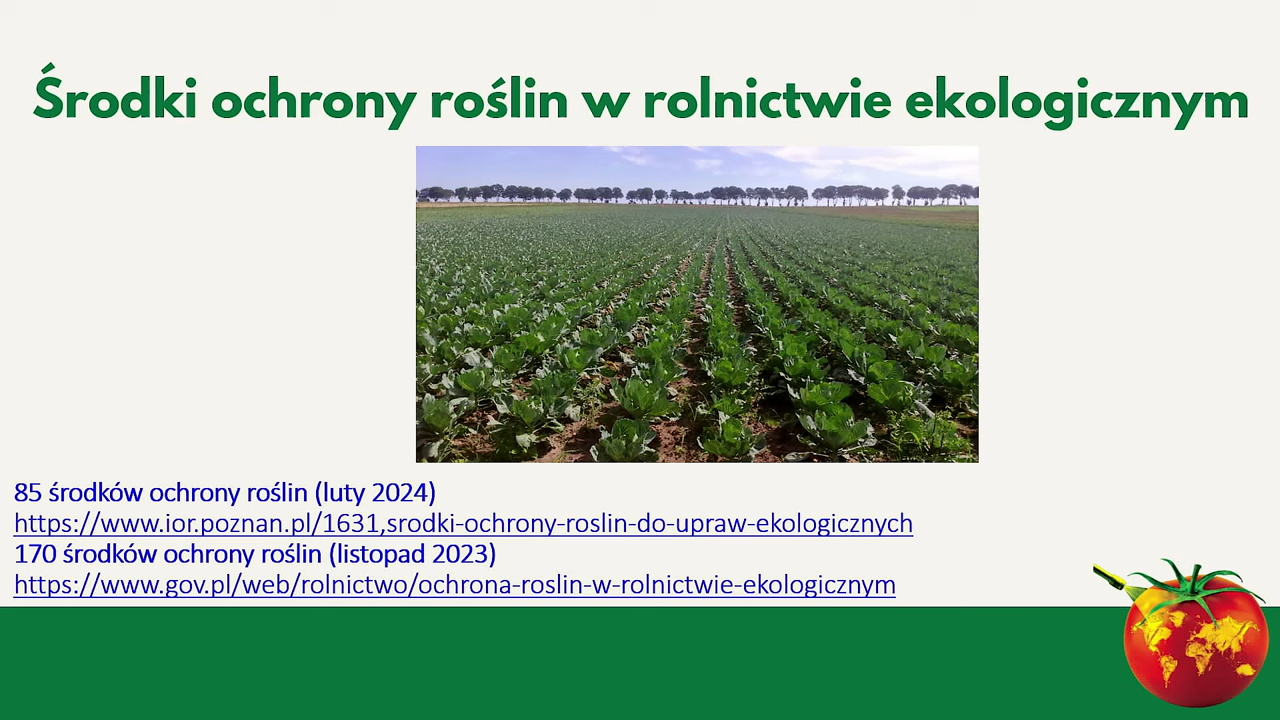 Środki ochrony roślin w rolnictwie ekologicznym
85 środków ochrony roślin (luty 2024)
https://www.ior.poznan.pl/1631,srodki-ochrony-roslin-do-upraw-ekologicznych
170 środków ochrony roślin (listopad 2023)
https://www.gov.pl/web/rolnictwo/ochrona-roslin-w-rolnictwie-ekologicznym